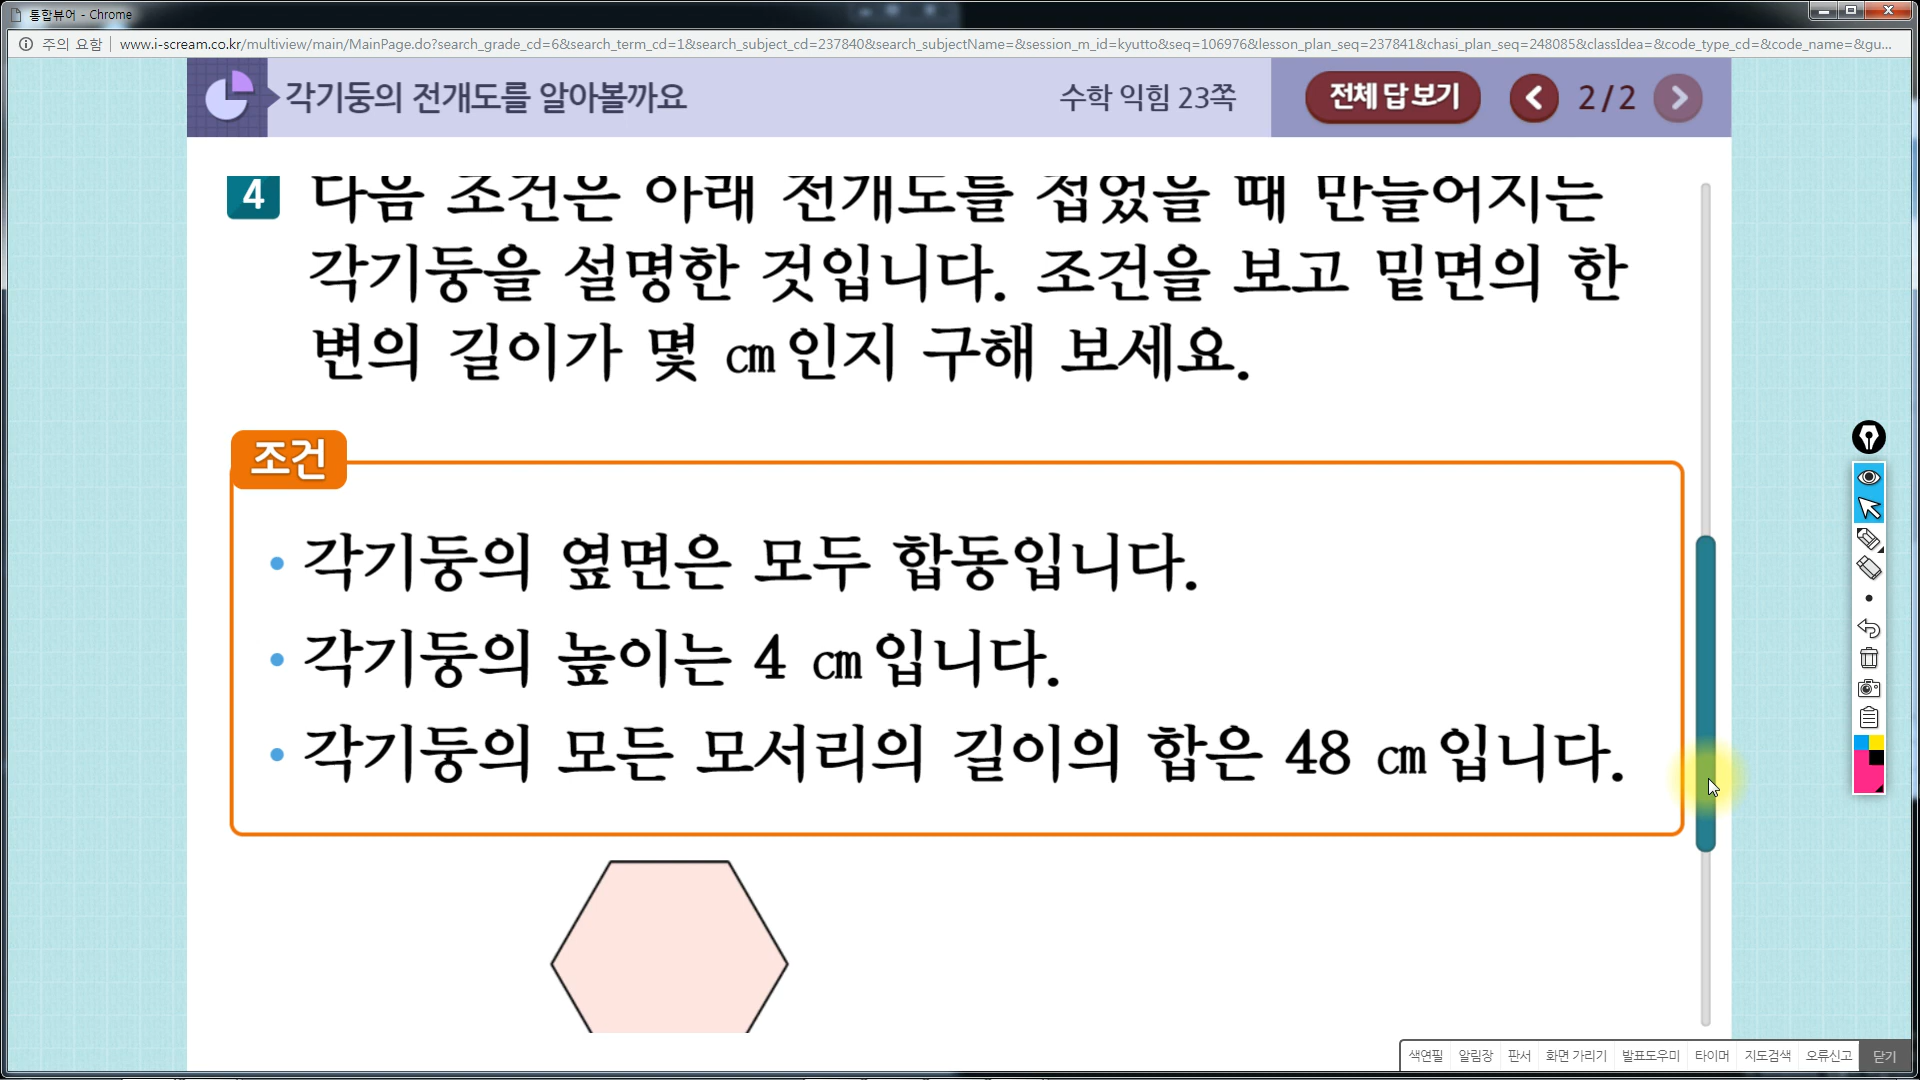 통합뷰어 - Chrome
주의 요함 | www.i-scream.co.kr/multiview/main/MainPage.do?search_grade_cd=6&search_term_cd=1&search_subject_cd=237840&search_subjectName=&session_m_id=kyutto&seq=106976&lesson_plan_seq=237841&chasi_plan_seq=248085&classIdea=&code_type_cd=&code_name=&gu...
각기둥의 전개도를 알아볼까요 수학 익힘 23쪽 전체 답 보기 2 / 2
4 다음 조건은 아래 전개도를 접었을 때 만들어지는
각기둥을 설명한 것입니다. 조건을 보고 밑면의 한
변의 길이가 몇 ㎝인지 구해 보세요.
조건
• 각기둥의 옆면은 모두 합동입니다.
• 각기둥의 높이는 4 ㎝입니다.
• 각기둥의 모든 모서리의 길이의 합은 48 ㎝입니다.
색연필 알림장 판서 화면 가리기 발표도우미 타이머 지도검색 오류신고 닫기